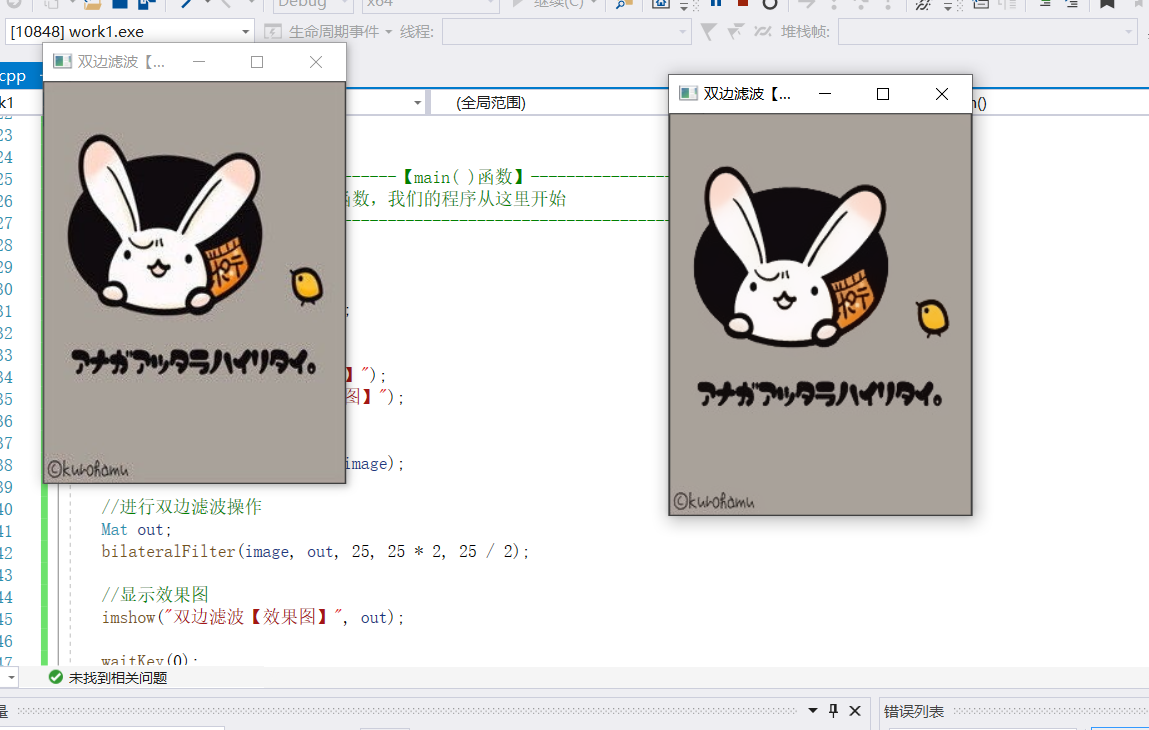 Debug
x64
继续(C)
[10848] work1.exe
生命周期事件
线程:
堆栈帧:
cpp
双边滤波【...
双边滤波【...
k1
(全局范围)
n()
23
24
25 ------【main( )函数】----------------
26 函数，我们的程序从这里开始
27 ------------------------------------
28
29
30
31 ;
32
33
34 】");
35 图】");
36
37
38 image);
39
40 //进行双边滤波操作
41 Mat out;
42 bilateralFilter(image, out, 25, 25 * 2, 25 / 2);
43
44 //显示效果图
45 imshow("双边滤波【效果图】", out);
46
47 waitKey(0);
アナガアッタラハイリタイ。
©kurohamu
アナガアッタラハイリタイ。
©kurohamu
未找到相关问题
量
错误列表